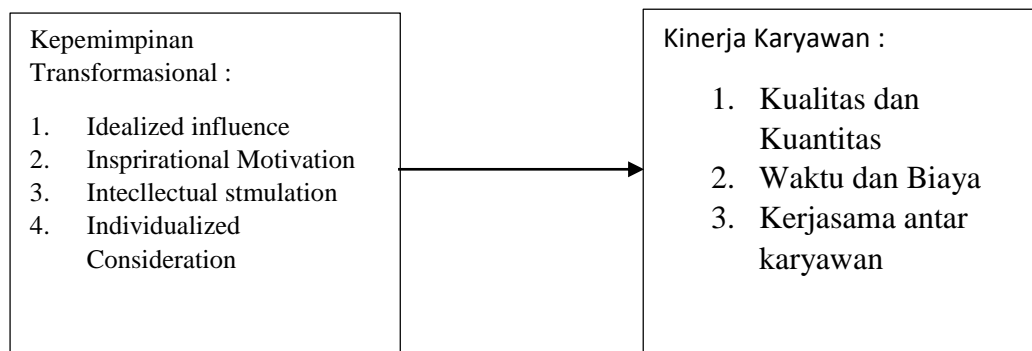 Kepemimpinan
Transformasional :
1. Idealized influence
2. Insprirational Motivation
3. Intecllectual stmulation
4. Individualized
Consideration
Kinerja Karyawan :
1. Kualitas dan
Kuantitas
2. Waktu dan Biaya
3. Kerjasama antar
karyawan